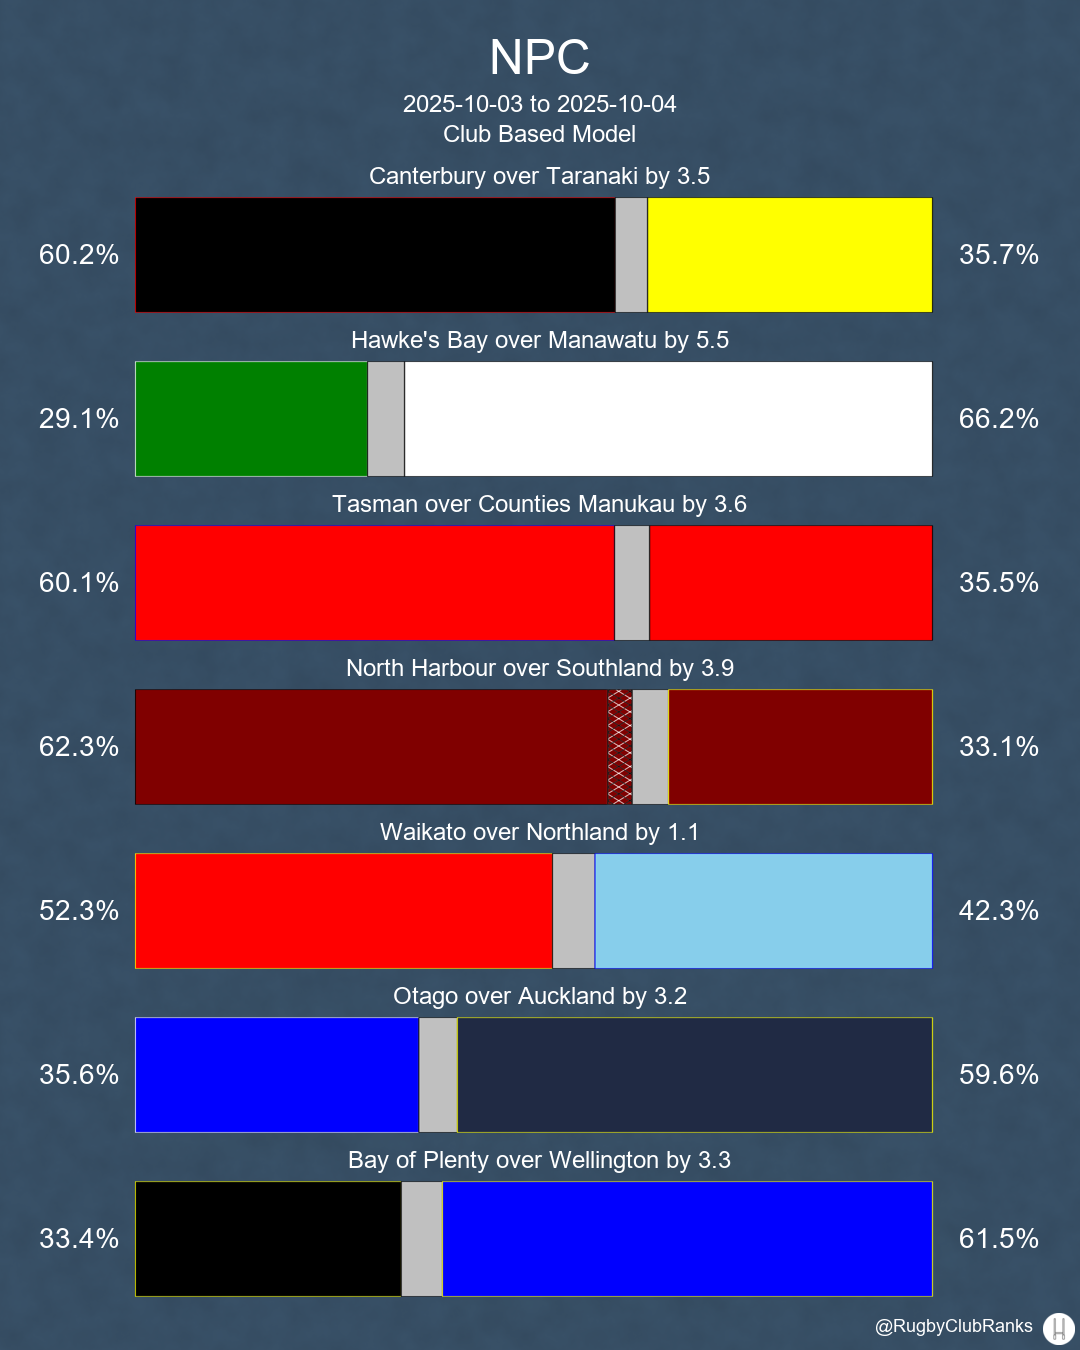 NPC
2025-10-03 to 2025-10-04
Club Based Model
Canterbury over Taranaki by 3.5
60.2% 35.7%
Hawke's Bay over Manawatu by 5.5
29.1% 66.2%
Tasman over Counties Manukau by 3.6
60.1% 35.5%
North Harbour over Southland by 3.9
62.3% 33.1%
Waikato over Northland by 1.1
52.3% 42.3%
Otago over Auckland by 3.2
35.6% 59.6%
Bay of Plenty over Wellington by 3.3
33.4% 61.5%
@RugbyClubRanks